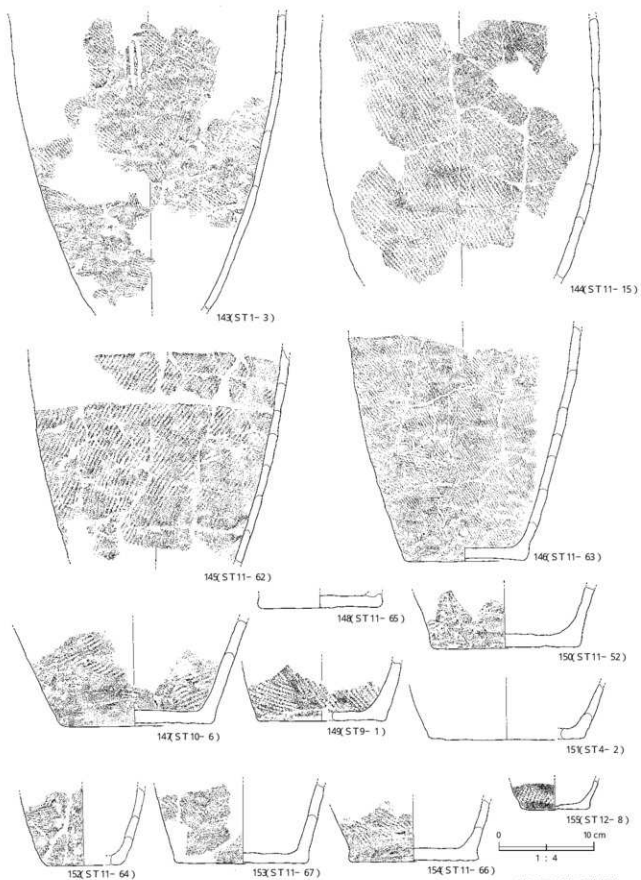 143(ST1-3)
144(ST11-15)
145(ST11-62)
146(ST11-63)
148(ST11-65)
150(ST11-52)
147(ST10-6)
149(ST9-1)
151(ST4-2)
152(ST11-64)
153(ST11-67)
154(ST11-66)
155(ST12-8)
0 10 cm
1 : 4